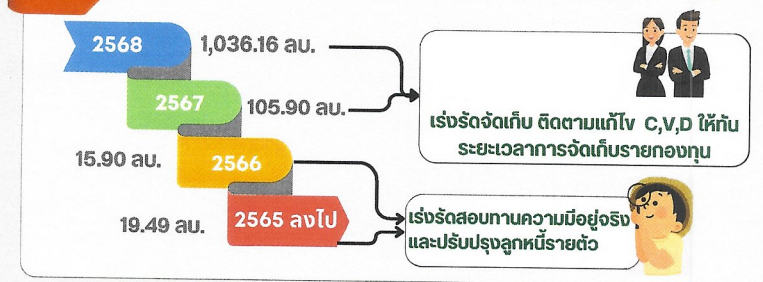 2568 1,036.16 ลบ.
2567 105.90 ลบ.
เร่งรัดจัดเก็บ ติดตามแก้ไข C,V,D ให้ทัน
ระยะเวลาการจัดเก็บรายกองทุน
15.90 ลบ. 2566
19.49 ลบ. 2565 ลงไป
เร่งรัดสอบทานความมีอยู่จริง
และปรับปรุงลูกหนี้รายตัว